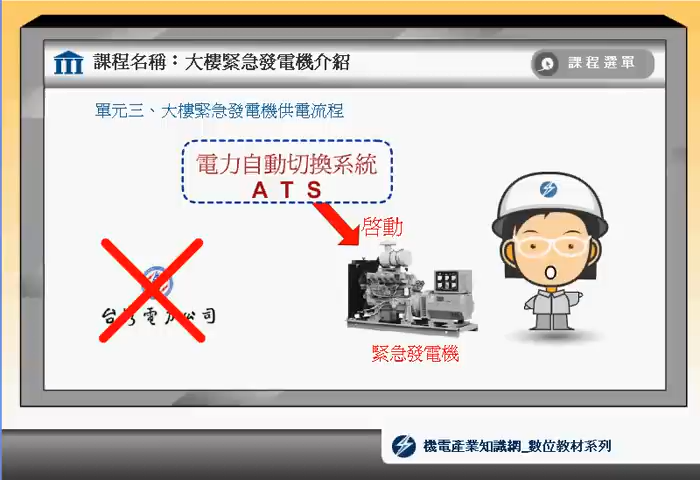 課程名稱：大樓緊急發電機介紹
課程選單
單元三、大樓緊急發電機供電流程
電力自動切換系統
ATS
啓動
台灣電力公司
緊急發電機
機電產業知識網_數位教材系列